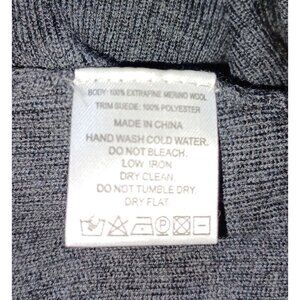 BODY: 100% EXTRAFINE MERINO WOOL
TRIM SUEDE: 100% POLYESTER
MADE IN CHINA
HAND WASH COLD WATER.
DO NOT BLEACH.
LOW IRON
DRY CLEAN
DO NOT TUMBLE DRY
DRY FLAT